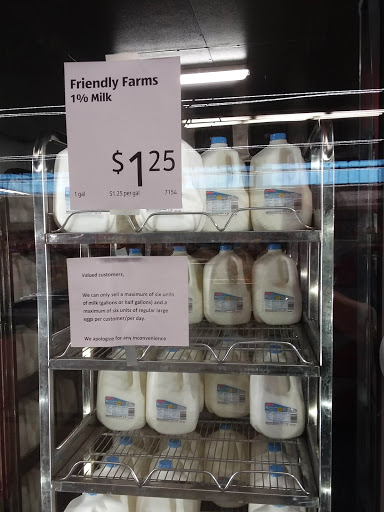 Friendly Farms
1% Milk
$1 25
1 gal $1.25 per gal 7154
Valued customers,
We can only sell a maximum of six units
of milk (gallons or half gallons) and a
maximum of six units of regular large
eggs per customer/per day.
We apologise for any inconvenience